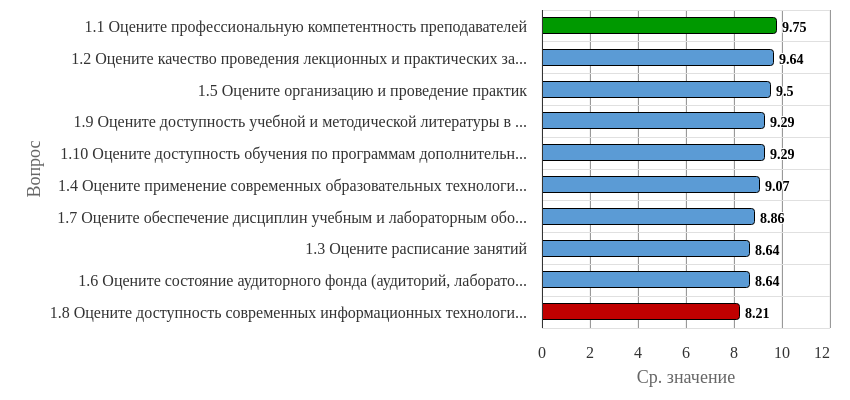 1.1 Оцените профессиональную компетентность преподавателей 9.75
1.2 Оцените качество проведения лекционных и практических за... 9.64
1.5 Оцените организацию и проведение практик 9.5
1.9 Оцените доступность учебной и методической литературы в ... 9.29
1.10 Оцените доступность обучения по программам дополнительн... 9.29
1.4 Оцените применение современных образовательных технологи... 9.07
1.7 Оцените обеспечение дисциплин учебным и лабораторным обо... 8.86
1.3 Оцените расписание занятий 8.64
1.6 Оцените состояние аудиторного фонда (аудиторий, лаборато... 8.64
1.8 Оцените доступность современных информационных технологи... 8.21
Вопрос
0 2 4 6 8 10 12
Ср. значение